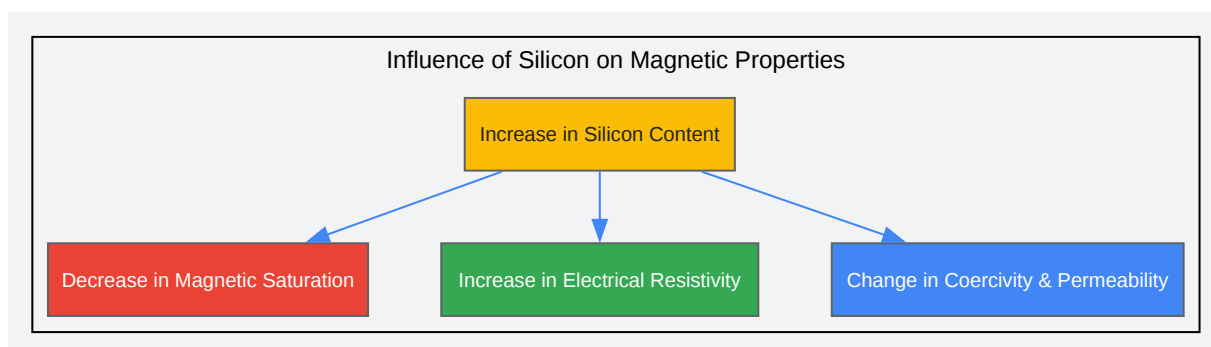 Influence of Silicon on Magnetic Properties
Increase in Silicon Content
Decrease in Magnetic Saturation
Increase in Electrical Resistivity
Change in Coercivity & Permeability